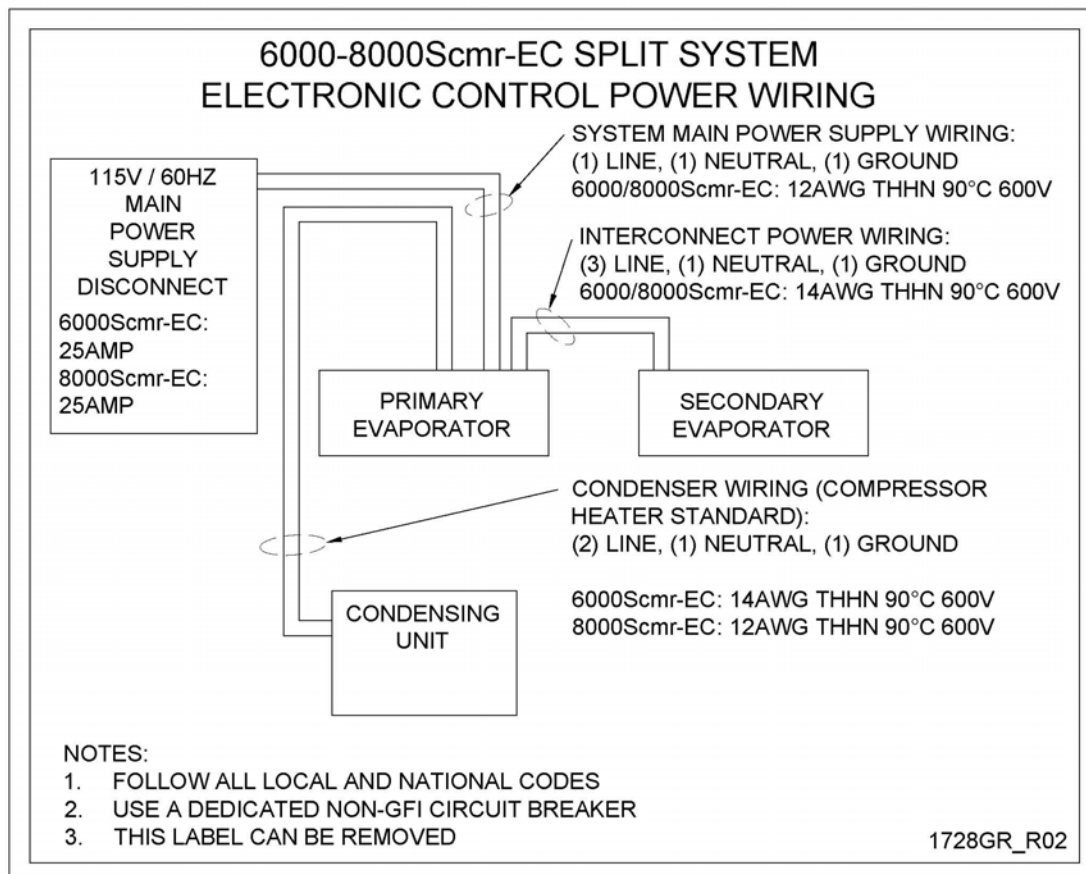 6000-8000Scmr-EC SPLIT SYSTEM
ELECTRONIC CONTROL POWER WIRING
115V / 60HZ
MAIN
POWER
SUPPLY
DISCONNECT
6000Scmr-EC:
25AMP
8000Scmr-EC:
25AMP
SYSTEM MAIN POWER SUPPLY WIRING:
(1) LINE, (1) NEUTRAL, (1) GROUND
6000/8000Scmr-EC: 12AWG THHN 90°C 600V
INTERCONNECT POWER WIRING:
(3) LINE, (1) NEUTRAL, (1) GROUND
6000/8000Scmr-EC: 14AWG THHN 90°C 600V
PRIMARY
EVAPORATOR
SECONDARY
EVAPORATOR
CONDENSER WIRING (COMPRESSOR
HEATER STANDARD):
(2) LINE, (1) NEUTRAL, (1) GROUND
6000Scmr-EC: 14AWG THHN 90°C 600V
8000Scmr-EC: 12AWG THHN 90°C 600V
CONDENSING
UNIT
NOTES:
1. FOLLOW ALL LOCAL AND NATIONAL CODES
2. USE A DEDICATED NON-GFI CIRCUIT BREAKER
3. THIS LABEL CAN BE REMOVED
1728GR_R02